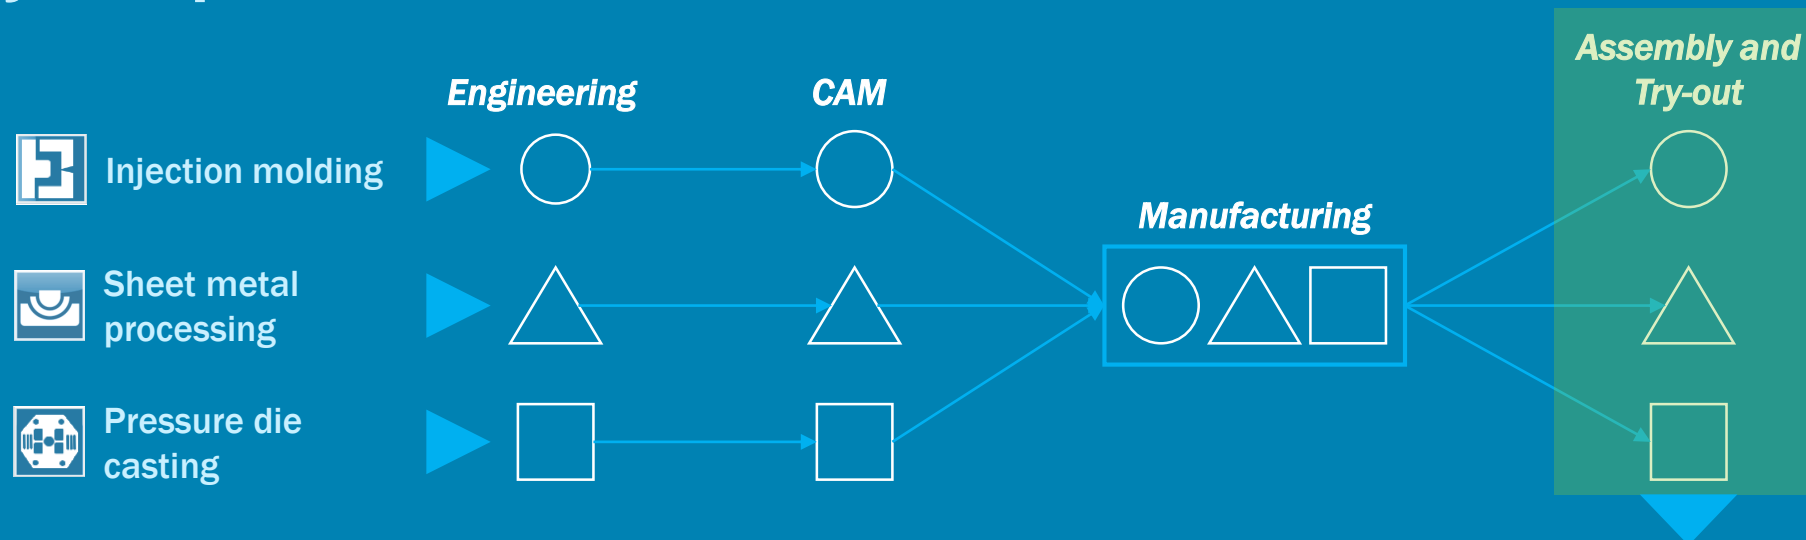 Assembly and
Try-out
Engineering
CAM
Injection molding
Manufacturing
Sheet metal
processing
Pressure die
casting